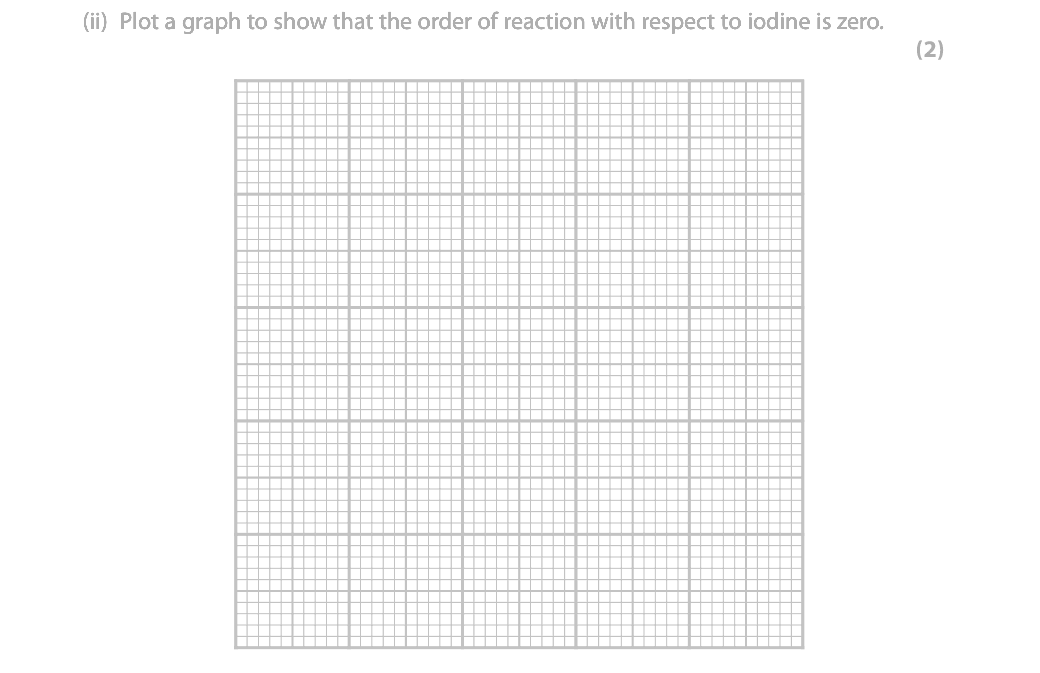 (ii) Plot a graph to show that the order of reaction with respect to iodine is zero.
(2)